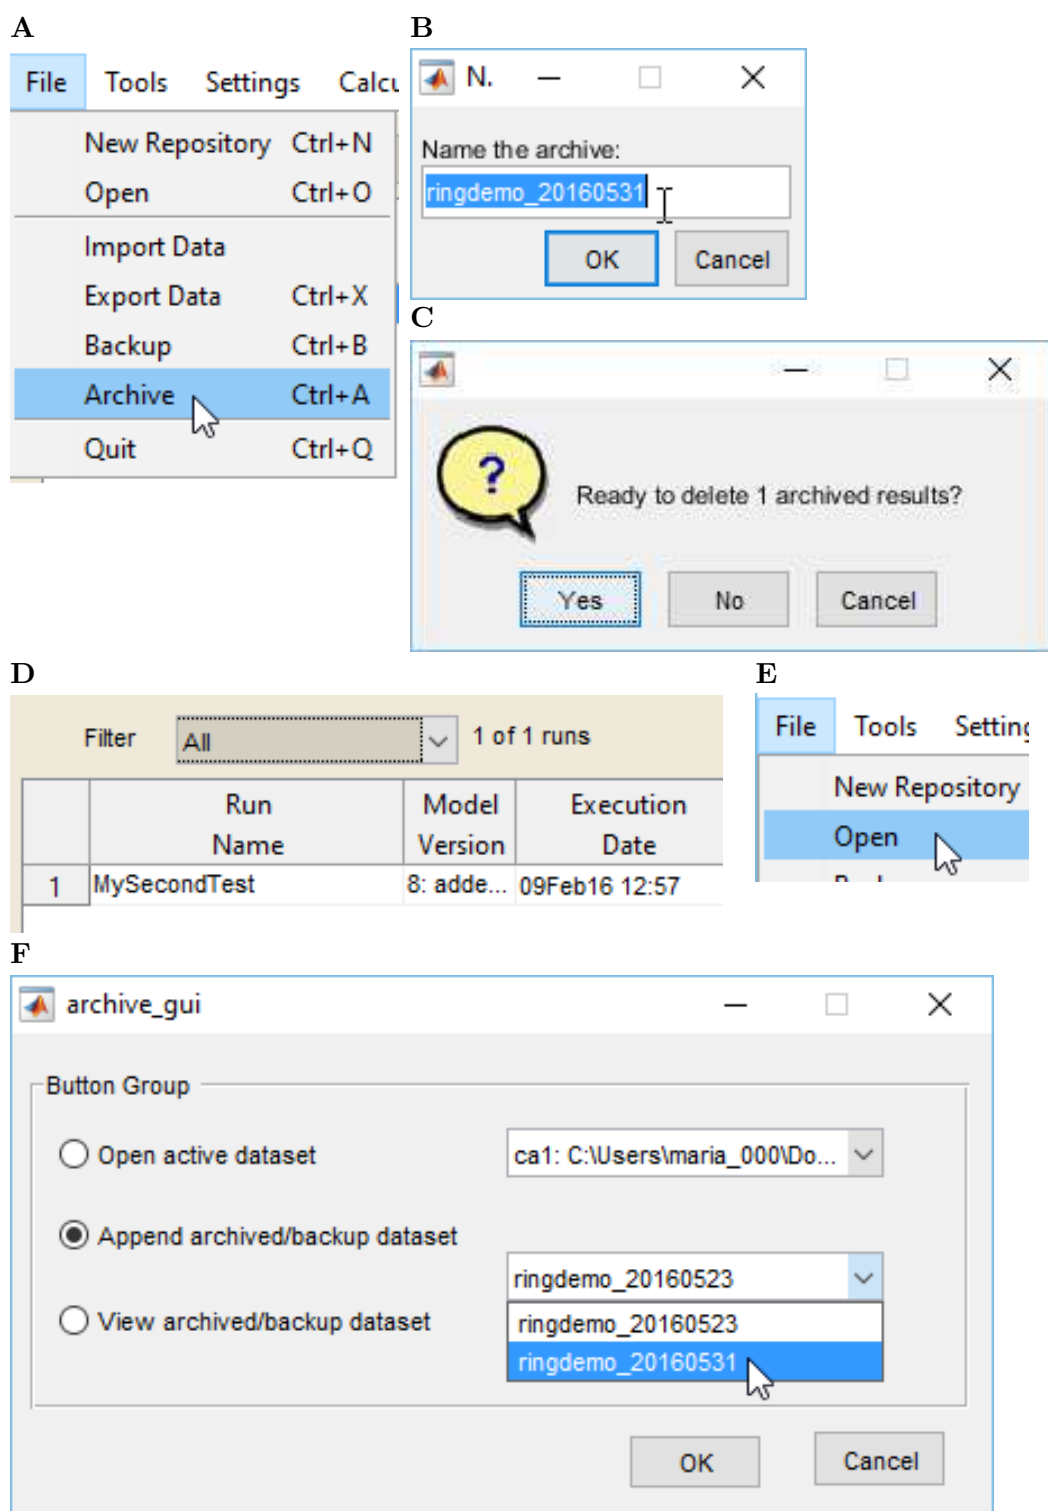 A
File Tools Settings Calcu
New Repository Ctrl+N
Open Ctrl+O
Import Data
Export Data Ctrl+X
Backup Ctrl+B
Archive Ctrl+A
Quit Ctrl+Q
B
N.
Name the archive:
ringdemo_20160531
OK Cancel
C
?
Ready to delete 1 archived results?
Yes No Cancel
D
Filter All 1 of 1 runs
Run Model Execution
Name Version Date
1 MySecondTest 8: adde... 09Feb16 12:57
E
File Tools Setting
New Repository
Open
F
archive_gui
Button Group
Open active dataset ca1: C:\Users\maria_000\Do...
Append archived/backup dataset
ringdemo_20160523
View archived/backup dataset ringdemo_20160523
ringdemo_20160531
OK Cancel